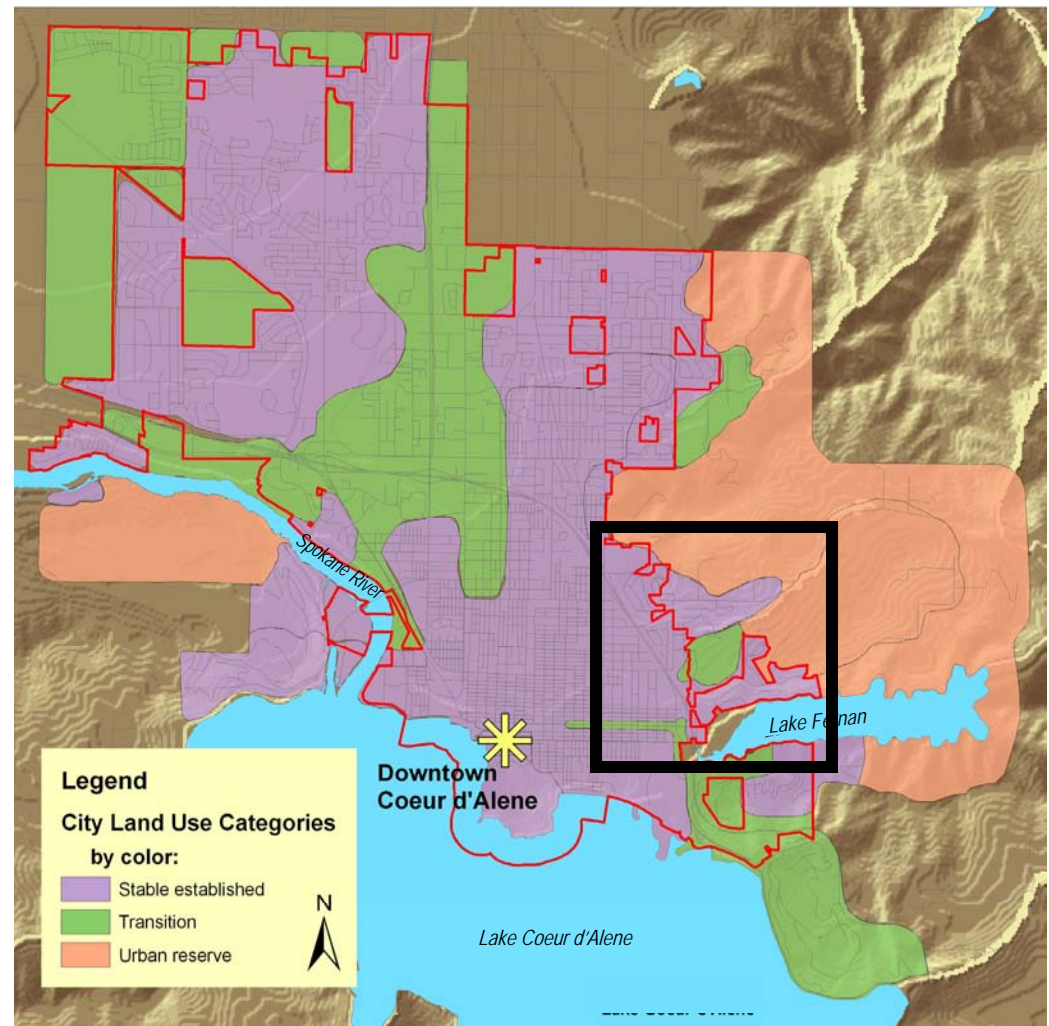 Spokane River
Lake Fernan
Downtown
Coeur d'Alene
Legend
City Land Use Categories
by color:
Stable established
Transition
Urban reserve
N
Lake Coeur d'Alene